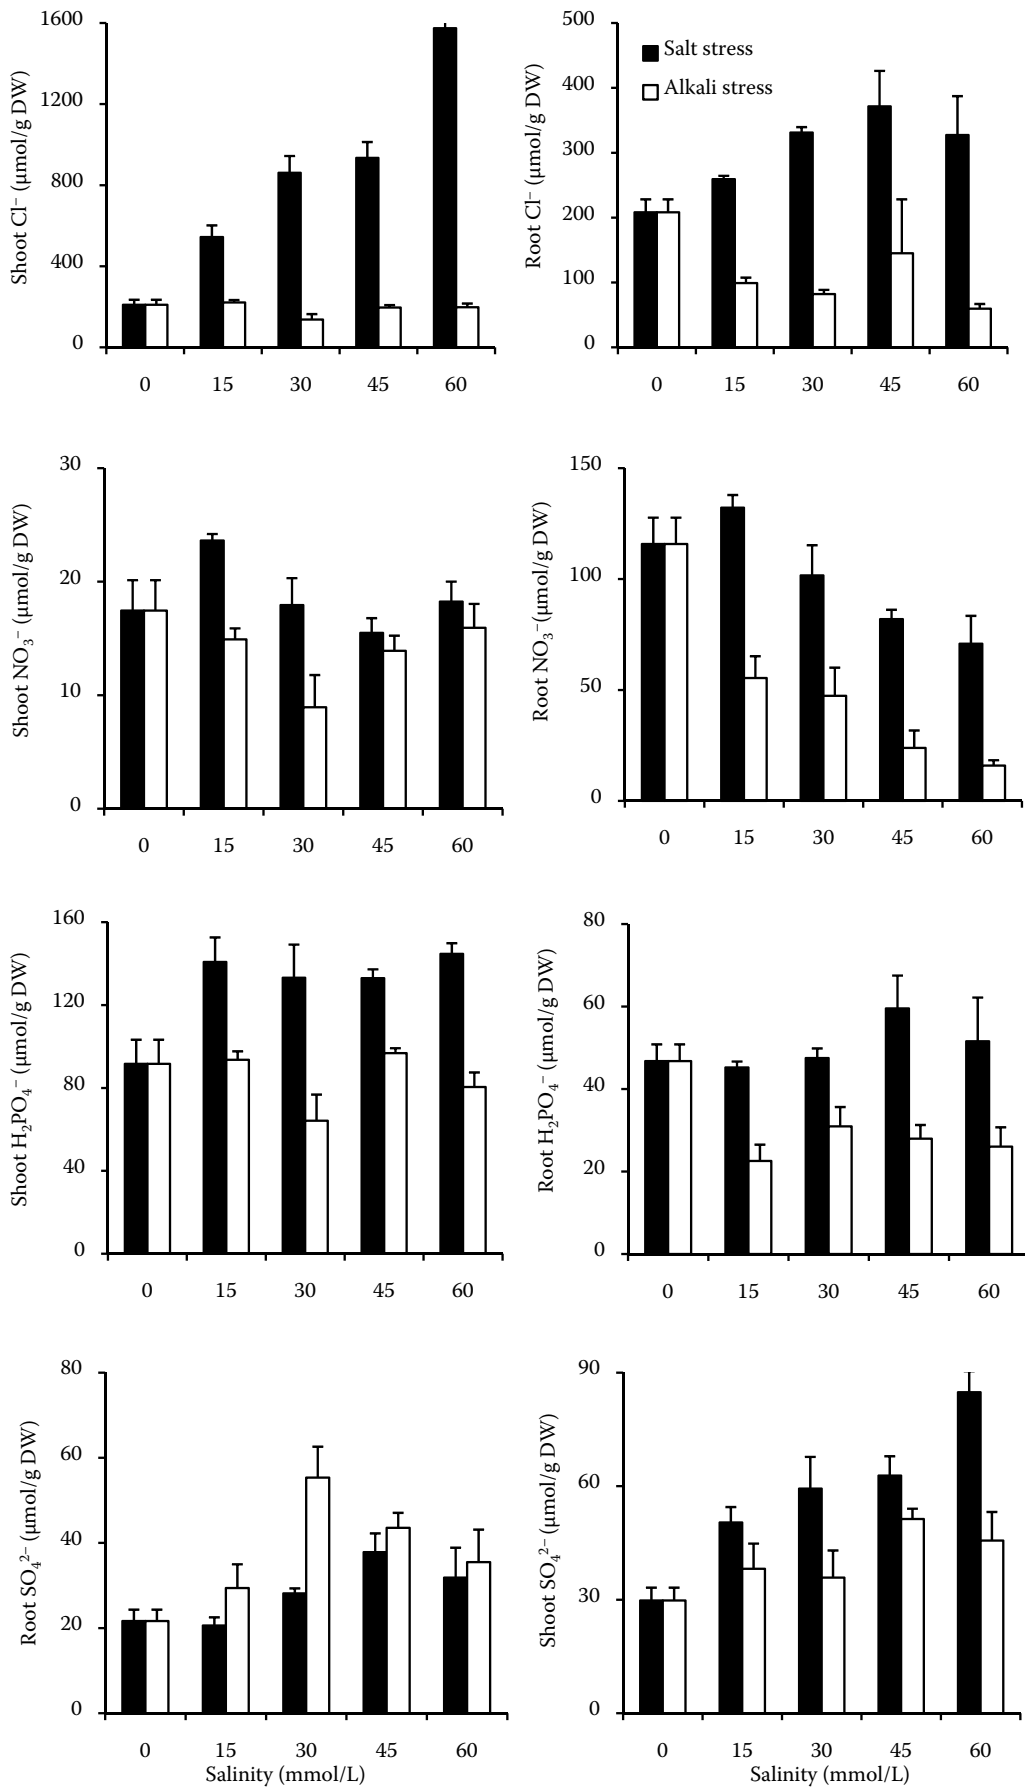 Shoot Cl⁻ (µmol/g DW)
1600
1200
800
400
0
0 15 30 45 60
Root Cl⁻ (µmol/g DW)
500
400
300
200
100
0
Salt stress
Alkali stress
0 15 30 45 60
Shoot NO₃⁻ (µmol/g DW)
30
20
10
0
0 15 30 45 60
Root NO₃⁻(µmol/g DW)
150
100
50
0
0 15 30 45 60
Shoot H₂PO₄⁻ (µmol/g DW)
160
120
80
40
0
0 15 30 45 60
Root H₂PO₄⁻ (µmol/g DW)
80
60
40
20
0
0 15 30 45 60
Root SO₄²⁻ (µmol/g DW)
80
60
40
20
0
0 15 30 45 60
Salinity (mmol/L)
Shoot SO₄²⁻ (µmol/g DW)
90
60
30
0
0 15 30 45 60
Salinity (mmol/L)